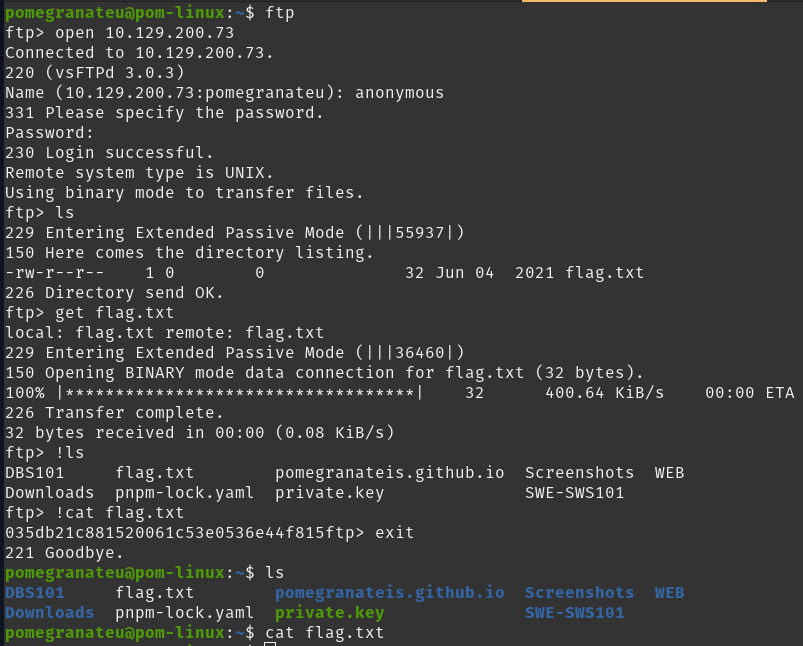 pomegranateu@pom-linux:~$ ftp
ftp> open 10.129.200.73
Connected to 10.129.200.73.
220 (vsFTPd 3.0.3)
Name (10.129.200.73:pomegranateu): anonymous
331 Please specify the password.
Password:
230 Login successful.
Remote system type is UNIX.
Using binary mode to transfer files.
ftp> ls
229 Entering Extended Passive Mode (|||55937|)
150 Here comes the directory listing.
-rw-r--r--    1 0        0              32 Jun 04  2021 flag.txt
226 Directory send OK.
ftp> get flag.txt
local: flag.txt remote: flag.txt
229 Entering Extended Passive Mode (|||36460|)
150 Opening BINARY mode data connection for flag.txt (32 bytes).
100% |***********************************|    32      400.64 KiB/s    00:00 ETA
226 Transfer complete.
32 bytes received in 00:00 (0.08 KiB/s)
ftp> !ls
DBS101     flag.txt        pomegranateis.github.io  Screenshots  WEB
Downloads  pnpm-lock.yaml  private.key              SWE-SWS101
ftp> !cat flag.txt
035db21c881520061c53e0536e44f815ftp> exit
221 Goodbye.
pomegranateu@pom-linux:~$ ls
DBS101     flag.txt        pomegranateis.github.io  Screenshots  WEB
Downloads  pnpm-lock.yaml  private.key              SWE-SWS101
pomegranateu@pom-linux:~$ cat flag.txt